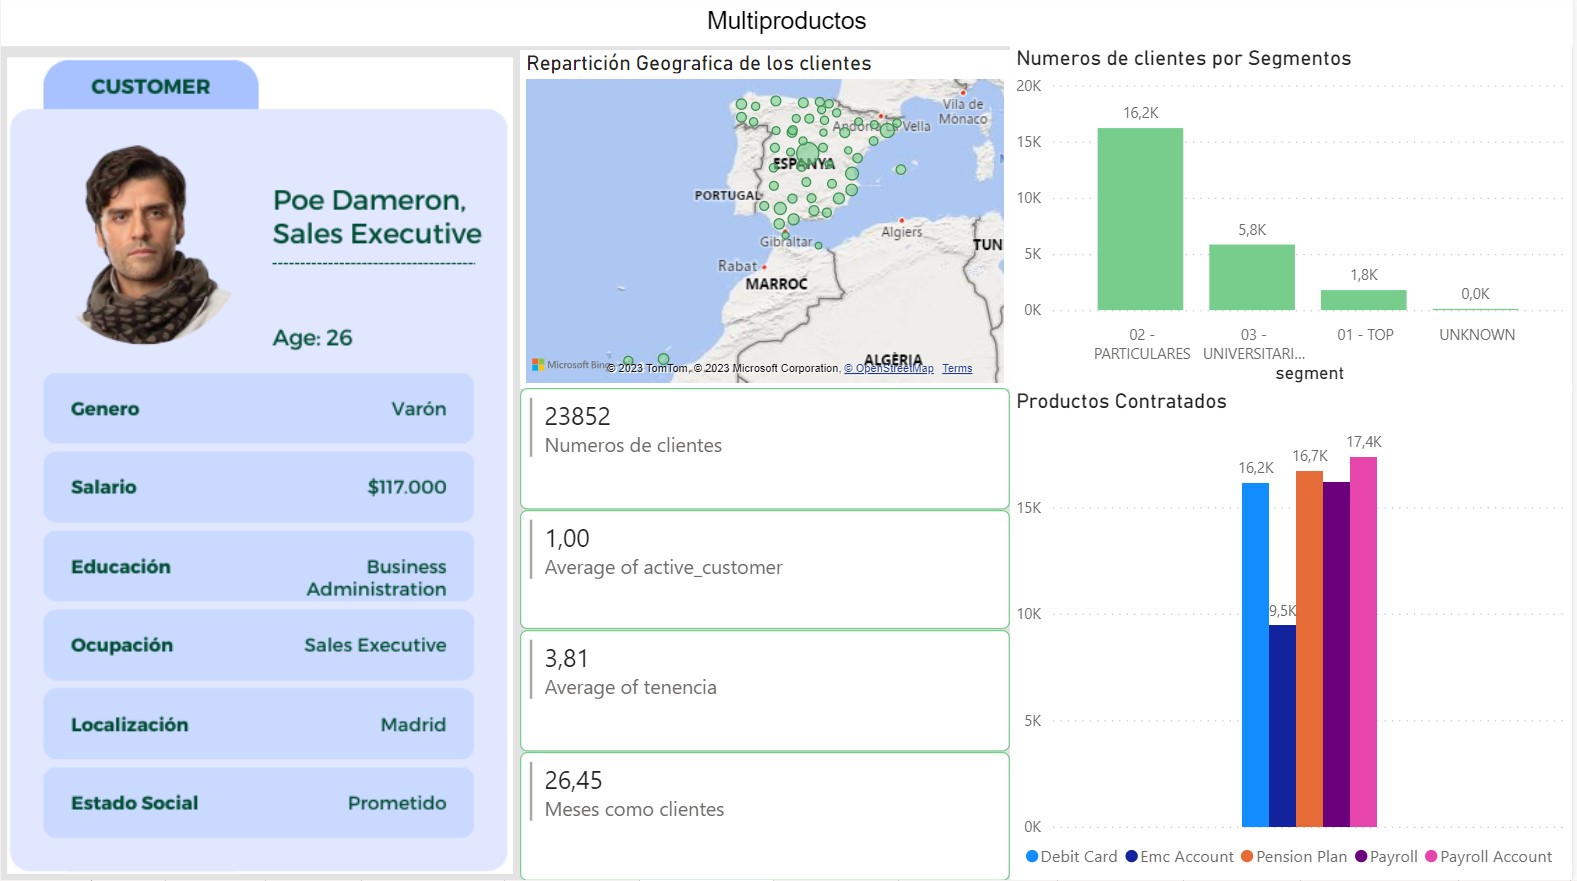 Multiproductos
CUSTOMER
Poe Dameron,
Sales Executive
Age: 26
Genero
Varón
Salario
$117.000
Educación
Business
Administration
Ocupación
Sales Executive
Localización
Madrid
Estado Social
Prometido
Repartición Geografica de los clientes
Vila de
Mónaco
Andorra La Vella
ESPANYA
PORTUGAL
Gibraltar
Algiers
TUN
Rabat
MARROC
ALGÈRIA
Microsoft Bing
© 2023 TomTom, © 2023 Microsoft Corporation, © OpenStreetMap Terms
23852
Numeros de clientes
1,00
Average of active_customer
3,81
Average of tenencia
26,45
Meses como clientes
Numeros de clientes por Segmentos
20K
15K
10K
5K
0K
16,2K
5,8K
1,8K
0,0K
02 -
PARTICULARES
03 -
UNIVERSITARI...
01 - TOP
UNKNOWN
segment
Productos Contratados
15K
10K
5K
0K
16,2K
9,5K
16,7K
17,4K
Debit Card Emc Account Pension Plan Payroll Payroll Account